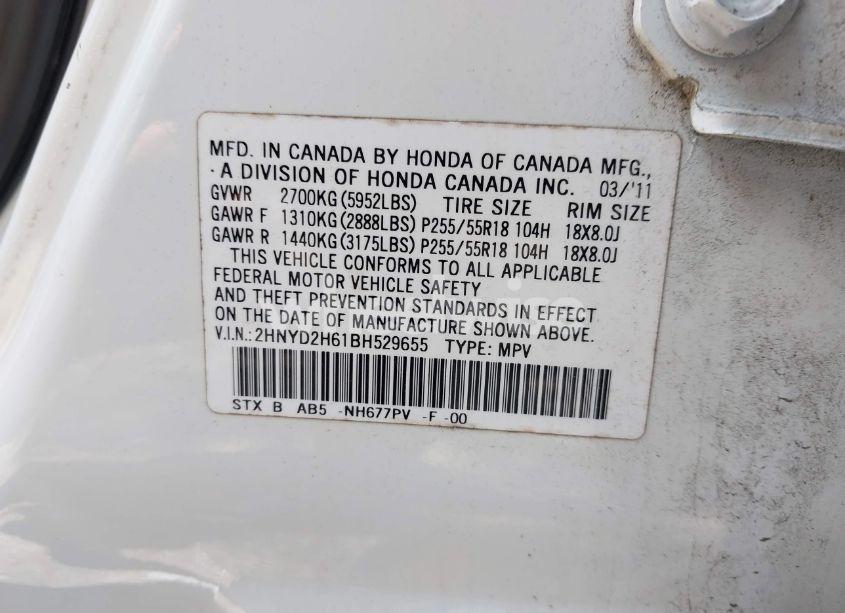 MFD. IN CANADA BY HONDA OF CANADA MFG.,
A DIVISION OF HONDA CANADA INC. 03/'11
GVWR 2700KG(5952LBS) TIRE SIZE RIM SIZE
GAWR F 1310KG(2888LBS) P255/55R18 104H 18X8.0J
GAWR R 1440KG(3175LBS) P255/55R18 104H 18X8.0J
THIS VEHICLE CONFORMS TO ALL APPLICABLE
FEDERAL MOTOR VEHICLE SAFETY
AND THEFT PREVENTION STANDARDS IN EFFECT
ON THE DATE OF MANUFACTURE SHOWN ABOVE.
V.I.N.:2HNYD2H61BH529655 TYPE: MPV
STX B AB5 -NH677PV -F -00